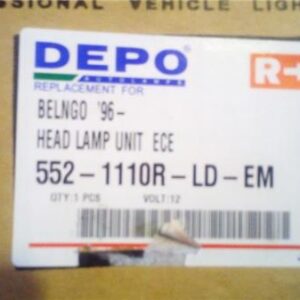 SSIONAL VEHICLE LIGH
DEPO
AUTOLAMPS
R-
REPLACEMENT FOR
BELNGO '96-
HEAD LAMP UNIT ECE
552-1110R-LD-EM
QTY:1 PCS VOLT:12